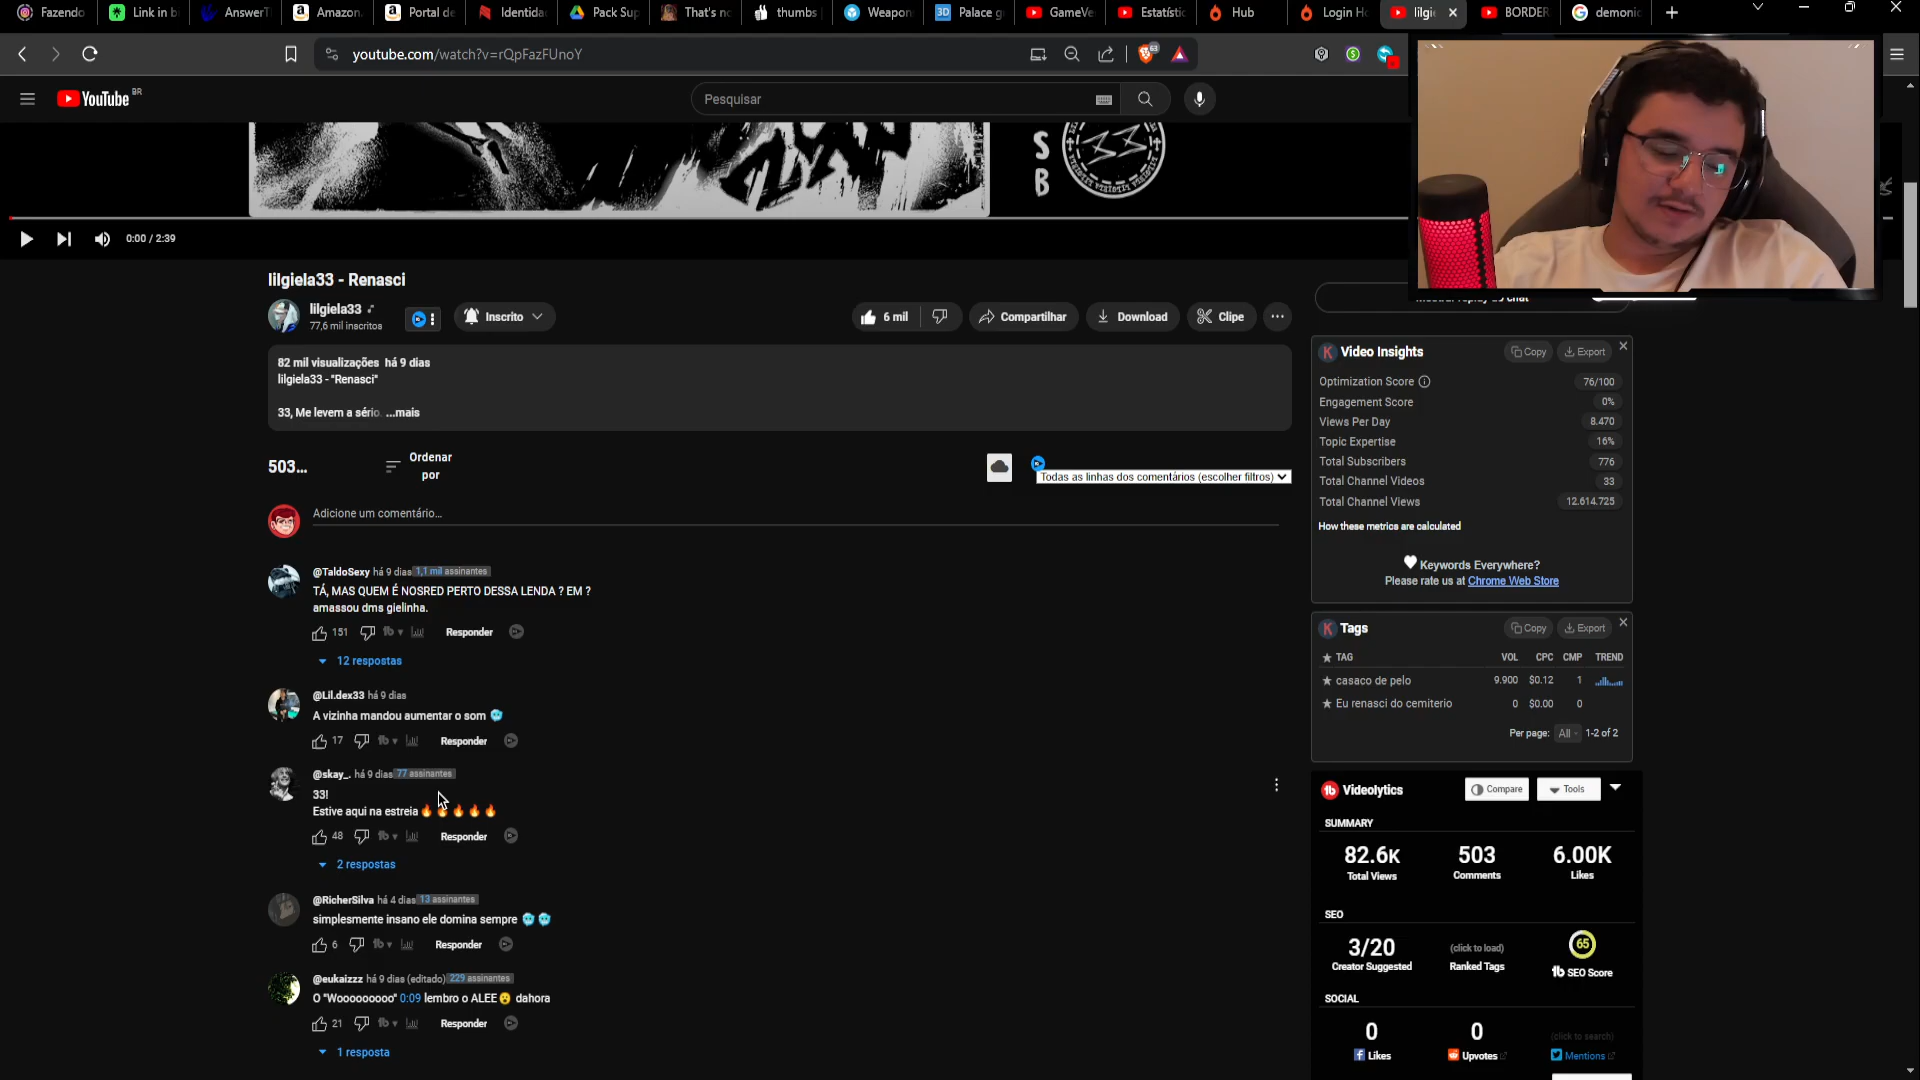 Fazendo
Link in b
AnswerT
Amazon.
Portal de
Identida
Pack Sup
That's no
thumbs
Weapon
3D Palace g
GameVe
Estatístic
Hub
Login H
lilgie
BORDER
demonic
youtube.com/watch?v=rQpFazFUnoY
63
YouTube BR
Pesquisar
S
B
0:00 / 2:39
lilgiela33 - Renasci
lilgiela33
77,6 mil inscritos
Inscrito
6 mil
Compartilhar
Download
Clipe
82 mil visualizações há 9 dias
lilgiela33 - "Renasci"
33, Me levem a sério. ...mais
503...
Ordenar
por
Todas as linhas dos comentários (escolher filtros)
Adicione um comentário...
@TaldoSexy há 9 dias 1,1 mil assinantes
TÁ, MAS QUEM É NOSRED PERTO DESSA LENDA ? EM ?
amassou dms gielinha.
151 Responder
12 respostas
@Lil.dex33 há 9 dias
A vizinha mandou aumentar o som 🥶
17 Responder
@skay_. há 9 dias 77 assinantes
33!
Estive aqui na estreia 🔥🔥🔥🔥🔥
48 Responder
2 respostas
@RicherSilva há 4 dias 13 assinantes
simplesmente insano ele domina sempre 🥶🥶
6 Responder
@eukaizzz há 9 dias (editado) 229 assinantes
O "Wooooooooo" 0:09 lembro o ALEE😮 dahora
21 Responder
1 resposta
Video Insights Copy Export
Optimization Score 76/100
Engagement Score 0%
Views Per Day 8.470
Topic Expertise 16%
Total Subscribers 776
Total Channel Videos 33
Total Channel Views 12.614.725
How these metrics are calculated
Keywords Everywhere?
Please rate us at Chrome Web Store
Tags Copy Export
TAG VOL CPC CMP TREND
casaco de pelo 9.900 $0.12 1
Eu renasci do cemiterio 0 $0.00 0
Per page: All 1-2 of 2
Videolytics Compare Tools
SUMMARY
82.6K 503 6.00K
Total Views Comments Likes
SEO
3/20 (click to load) 65
Creator Suggested Ranked Tags tb SEO Score
SOCIAL
0 0 (click to search)
Likes Upvotes Mentions